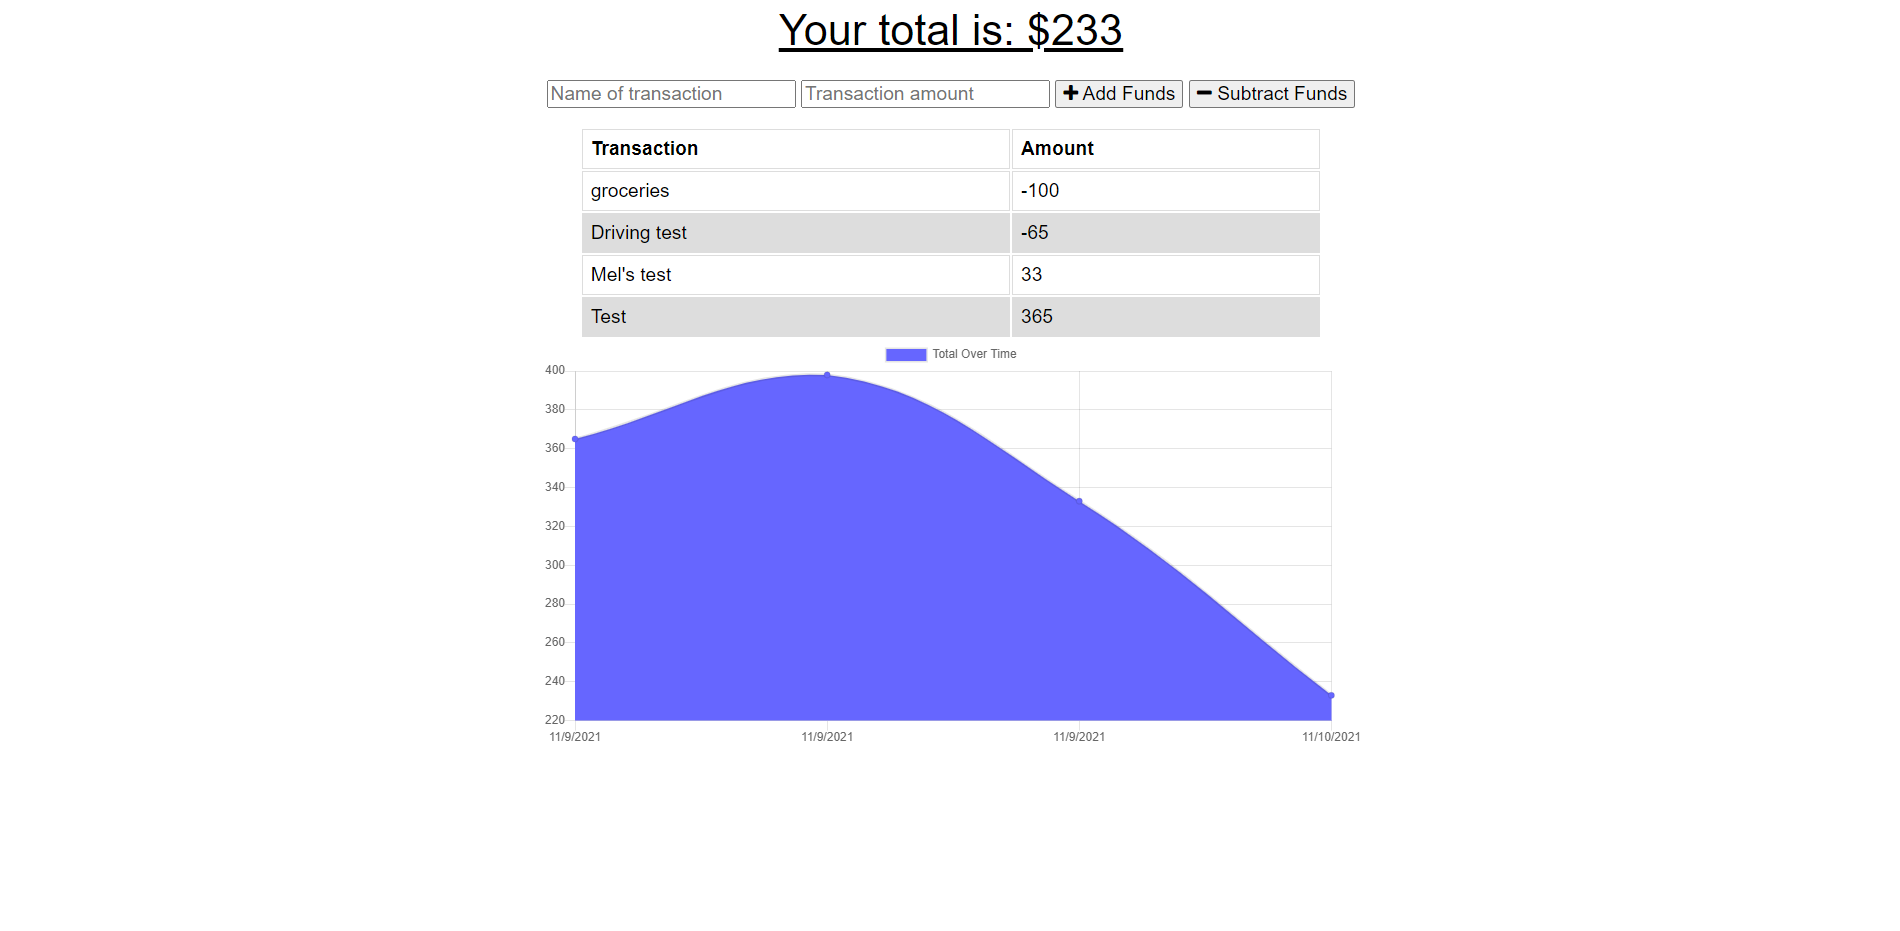 Your total is: $233
Name of transaction Transaction amount Add Funds Subtract Funds
Transaction Amount
groceries -100
Driving test -65
Mel's test 33
Test 365
Total Over Time
400
380
360
340
320
300
280
260
240
220
11/9/2021 11/9/2021 11/9/2021 11/10/2021